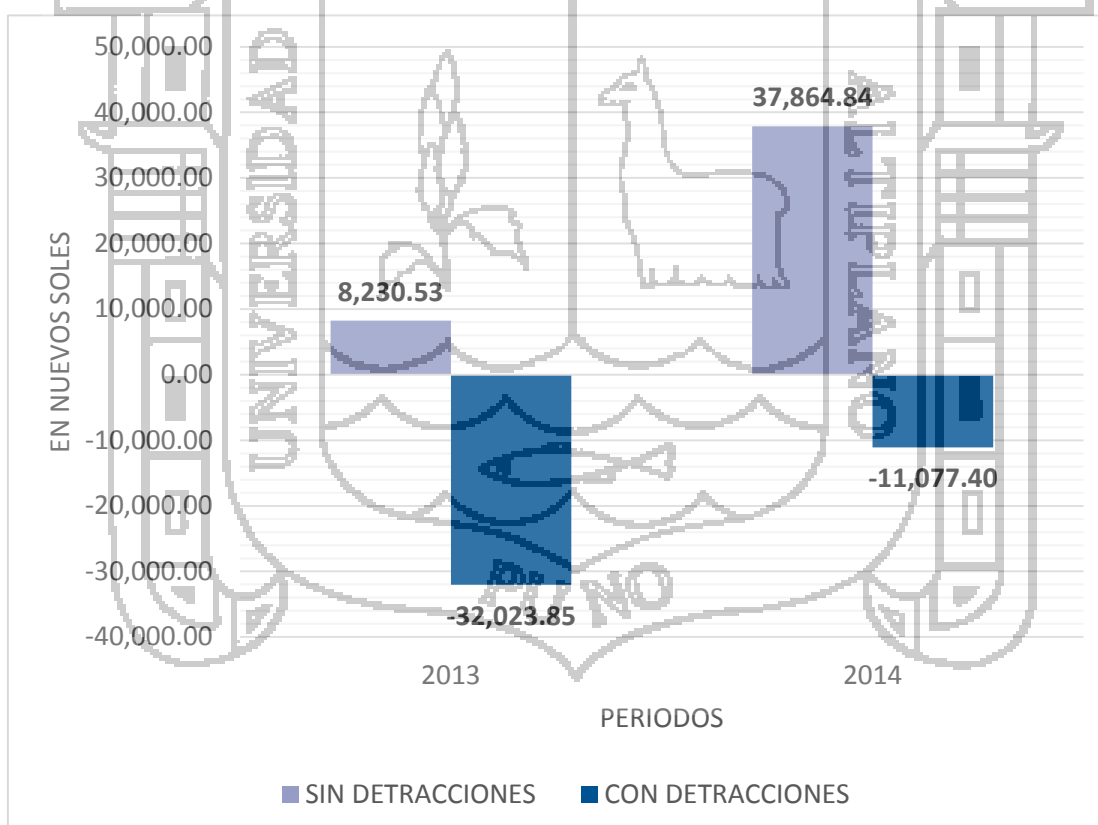 50,000.00
40,000.00
30,000.00
20,000.00
10,000.00
0.00
-10,000.00
-20,000.00
-30,000.00
-40,000.00
EN NUEVOS SOLES
UNIVERSIDAD
ALTIPLANO
PUNO
37,864.84
8,230.53
-11,077.40
-32,023.85
2013 2014
PERIODOS
SIN DETRACCIONES CON DETRACCIONES